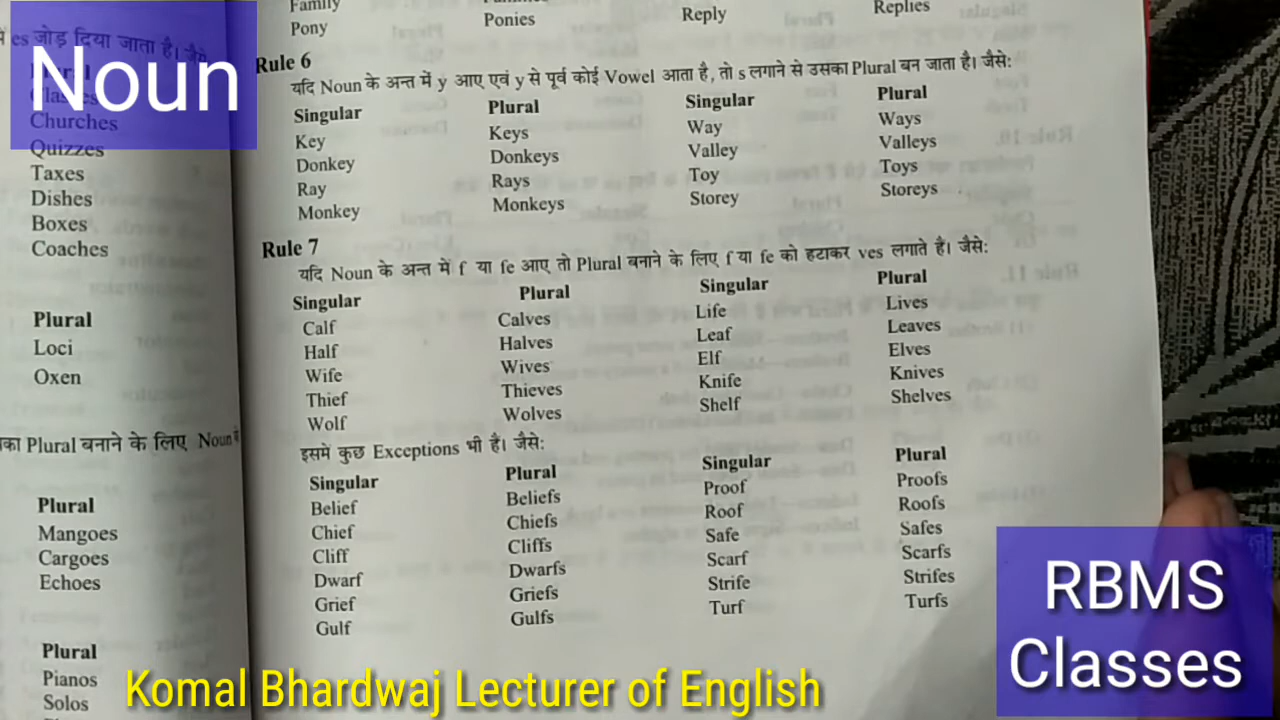 में es जोड़ दिया जाता है। जैसे
Plural
Classes
Churches
Quizzes
Taxes
Dishes
Boxes
Coaches
Plural
Loci
Oxen
का Plural बनाने के लिए Noun के
Plural
Mangoes
Cargoes
Echoes
Plural
Pianos
Solos
Noun
Family
Pony Ponies Reply Replies
Rule 6
यदि Noun के अन्त में y आए एवं y से पूर्व कोई Vowel आता है, तो s लगाने से उसका Plural बन जाता है। जैसे:
Singular Plural Singular Plural
Key Keys Way Ways
Donkey Donkeys Valley Valleys
Ray Rays Toy Toys
Monkey Monkeys Storey Storeys
Rule 7
यदि Noun के अन्त में f या fe आए तो Plural बनाने के लिए f या fe को हटाकर ves लगाते है। जैसे:
Singular Plural Singular Plural
Calf Calves Life Lives
Half Halves Leaf Leaves
Wife Wives Elf Elves
Thief Thieves Knife Knives
Wolf Wolves Shelf Shelves
इसमें कुछ Exceptions भी हैं। जैसे:
Singular Plural Singular Plural
Belief Beliefs Proof Proofs
Chief Chiefs Roof Roofs
Cliff Cliffs Safe Safes
Dwarf Dwarfs Scarf Scarfs
Grief Griefs Strife Strifes
Gulf Gulfs Turf Turfs
RBMS
Classes
Komal Bhardwaj Lecturer of English